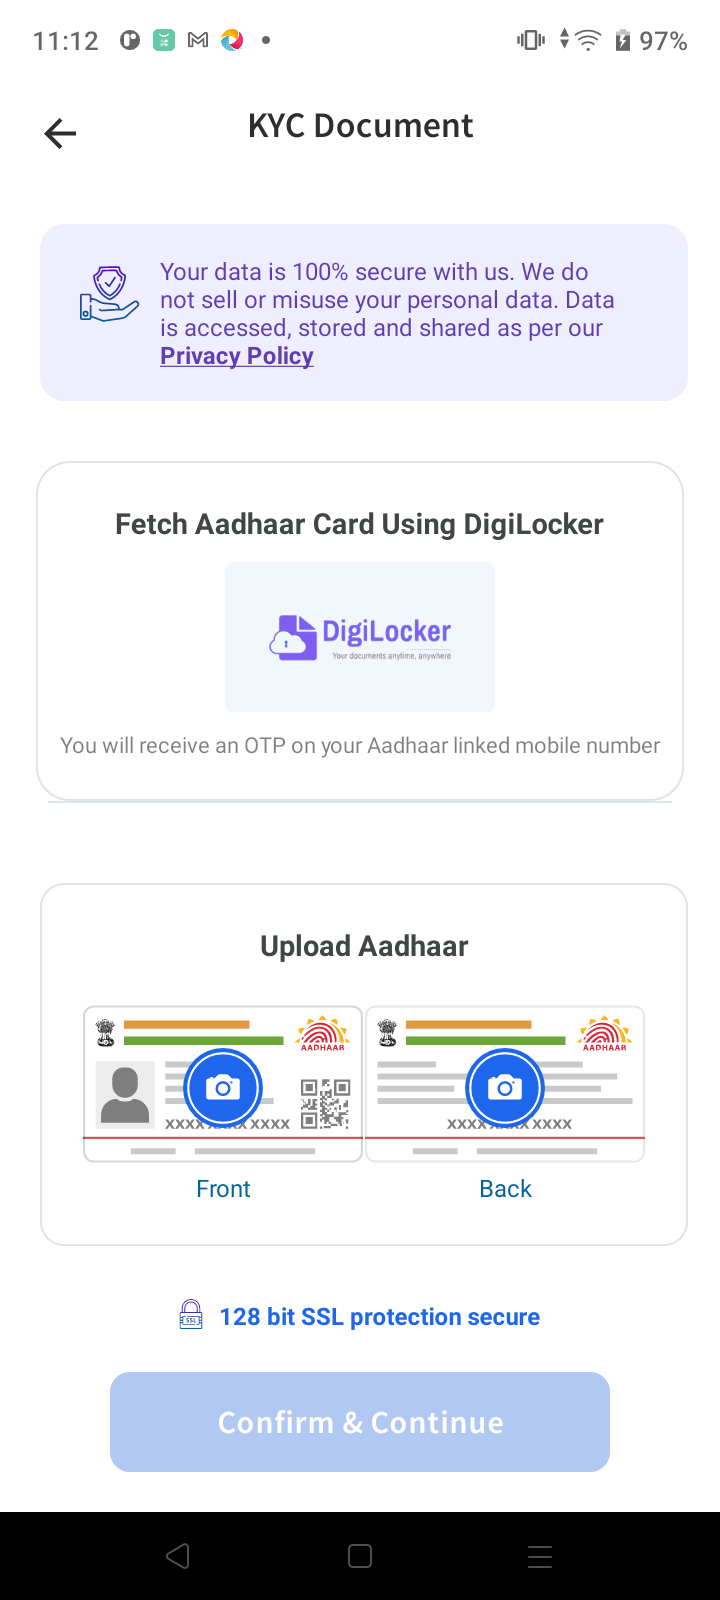 11:12
97%
KYC Document
Your data is 100% secure with us. We do
not sell or misuse your personal data. Data
is accessed, stored and shared as per our
Privacy Policy
Fetch Aadhaar Card Using DigiLocker
DigiLocker
Your documents anytime, anywhere
You will receive an OTP on your Aadhaar linked mobile number
Upload Aadhaar
AADHAAR
AADHAAR
XXXX XXXX XXXX
XXXX XXXX XXXX
Front
Back
SSL
128 bit SSL protection secure
Confirm & Continue